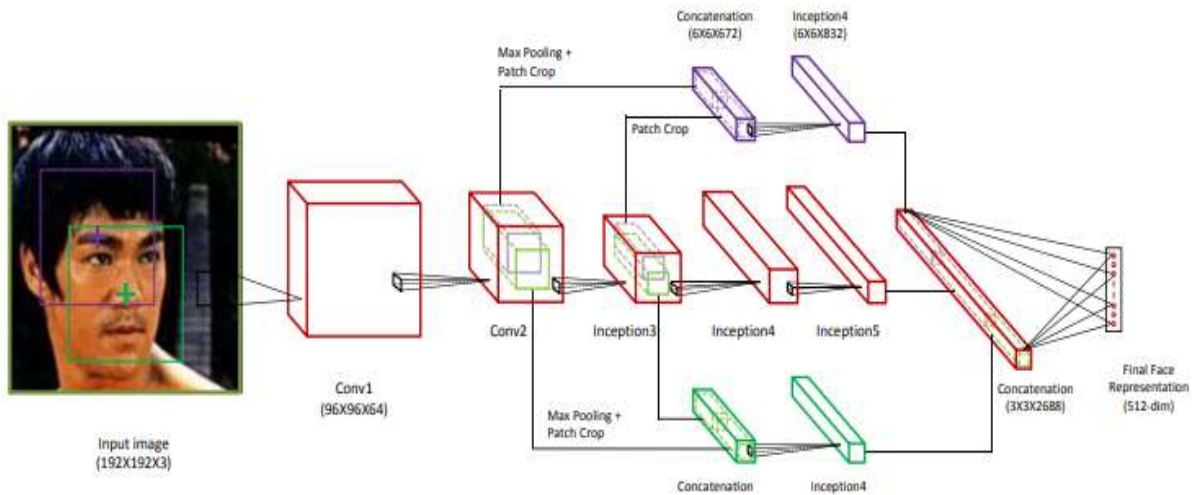 Concatenation
(6X6X672)
Inception4
(6X6X832)
Max Pooling +
Patch Crop
Patch Crop
Conv2
Inception3
Inception4
Inception5
Conv1
(96X96X64)
Input image
(192X192X3)
Max Pooling +
Patch Crop
Concatenation
(3X3X2688)
Final Face
Representation
(512-dim)
Concatenation
Inception4